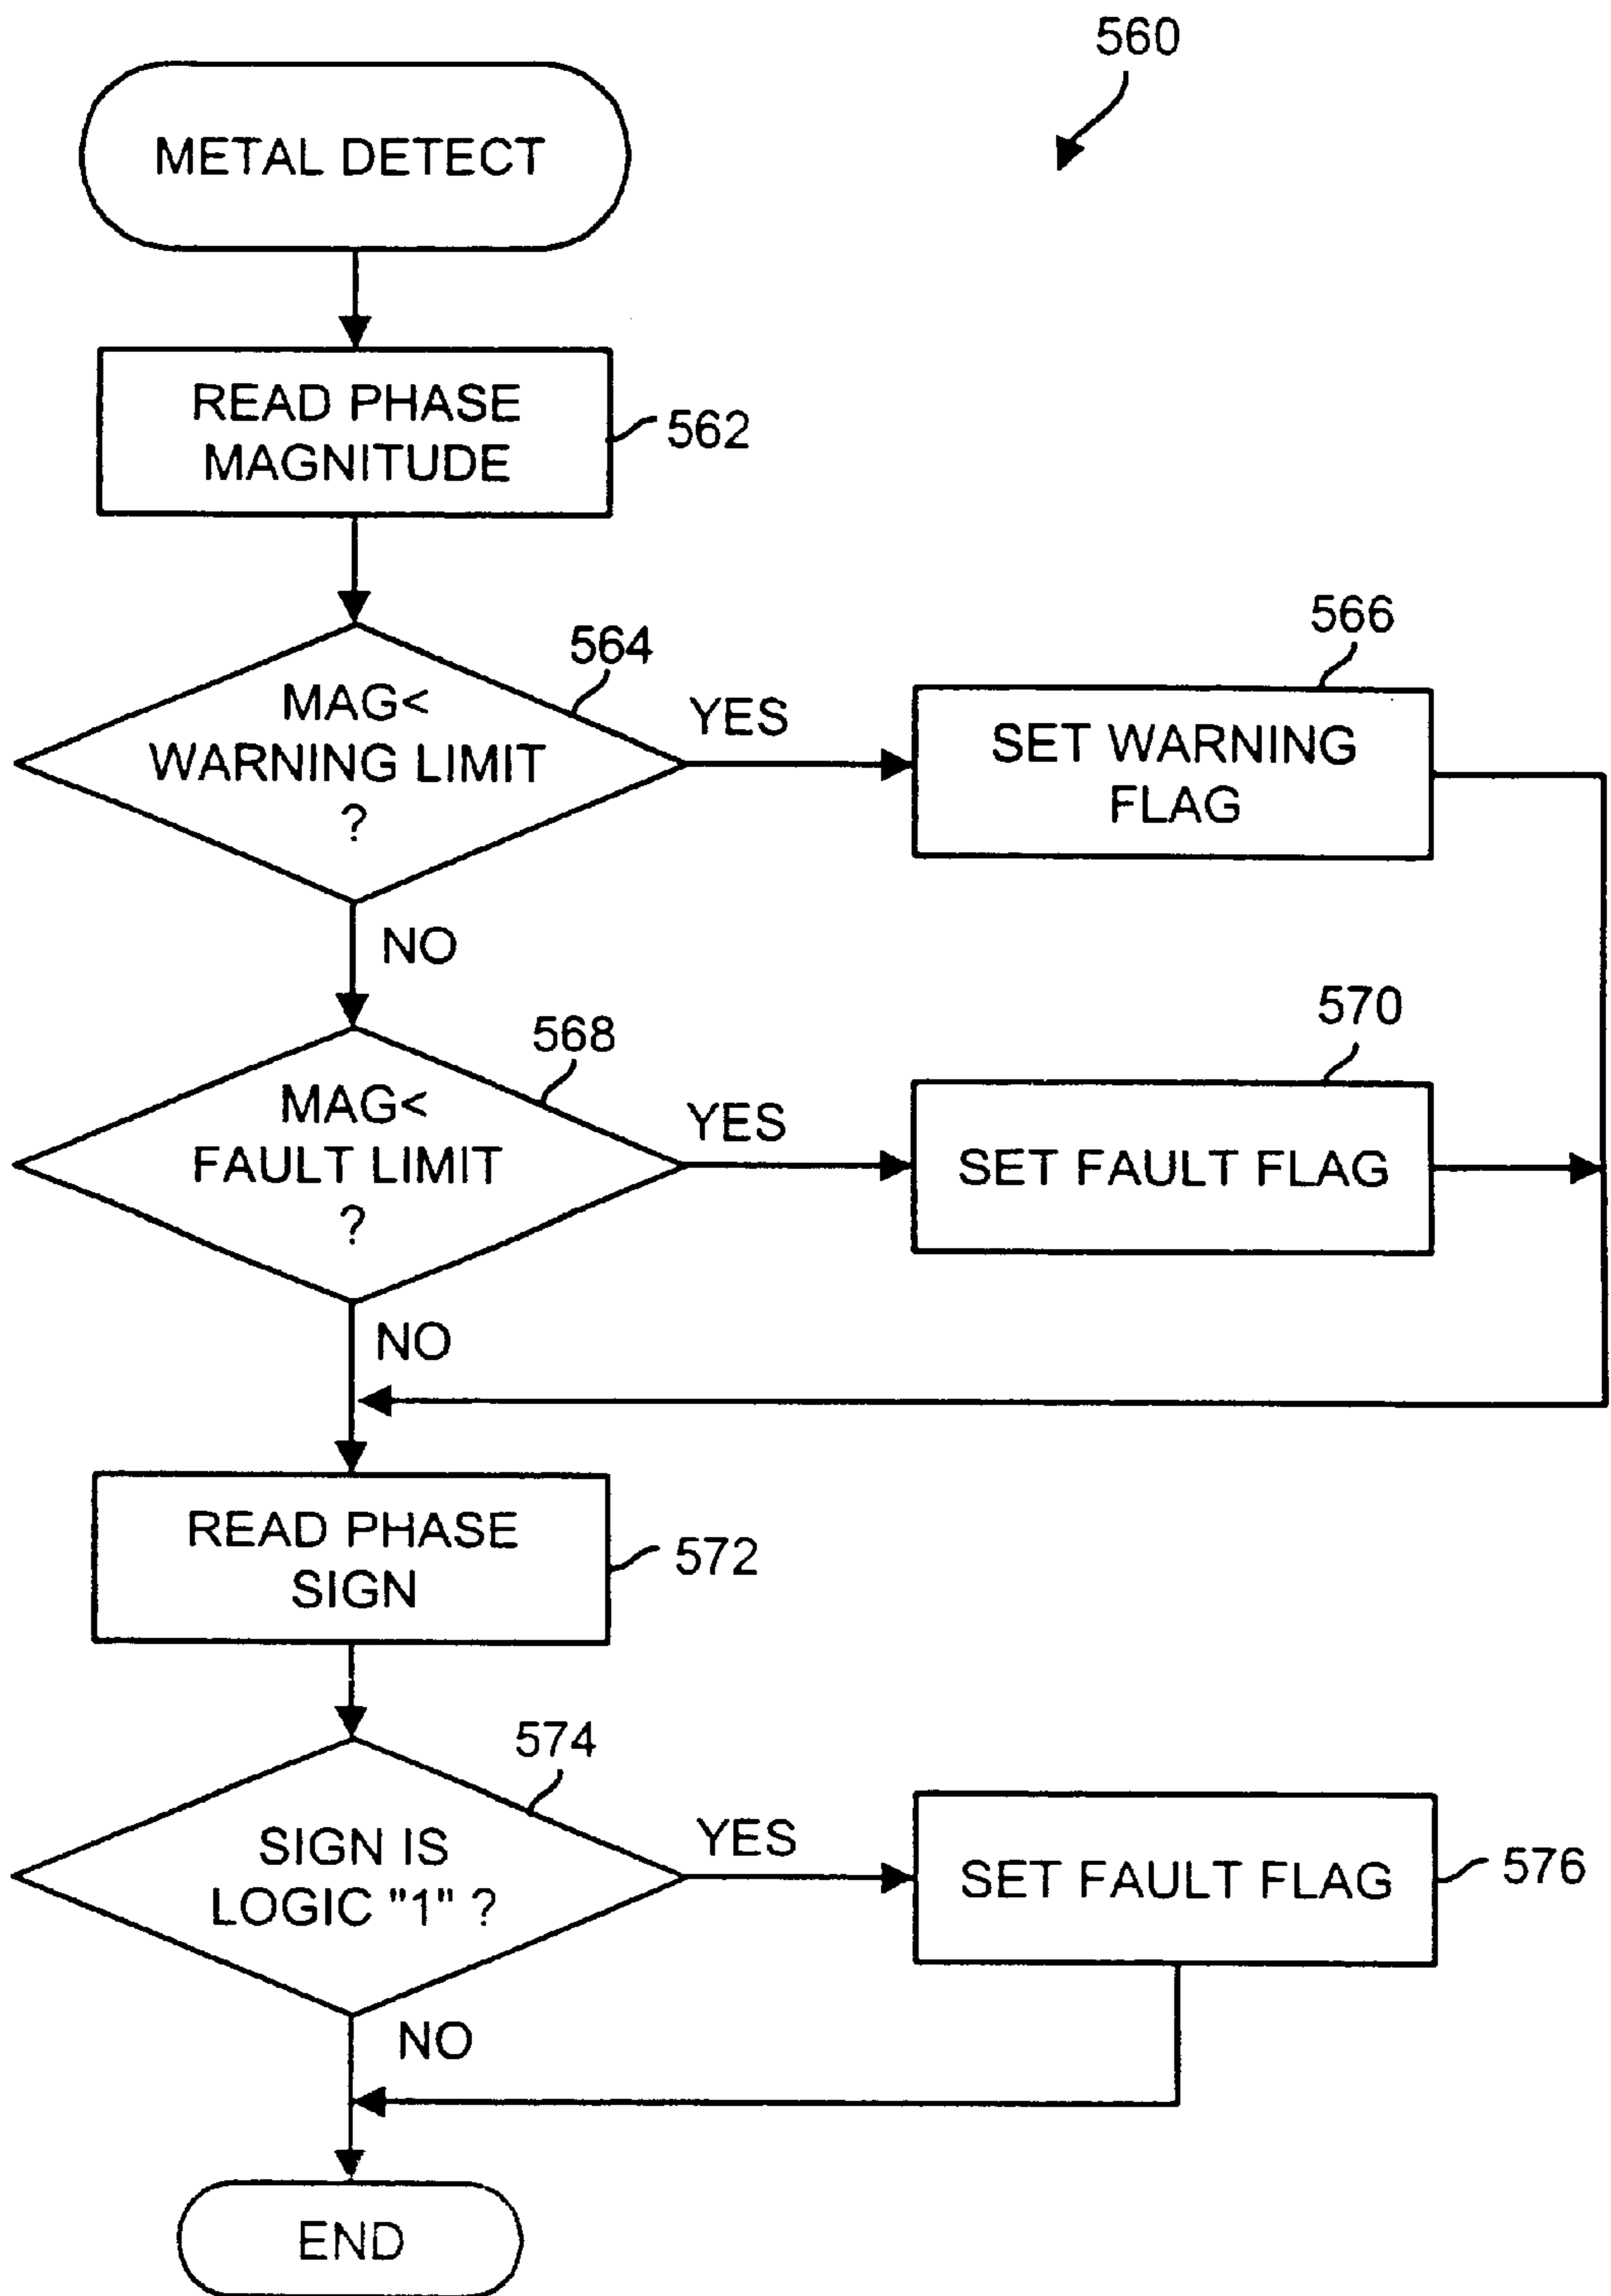 560
METAL DETECT
READ PHASE
MAGNITUDE
562
564
MAG<
WARNING LIMIT
?
YES
566
SET WARNING
FLAG
NO
568
MAG<
FAULT LIMIT
?
YES
570
SET FAULT FLAG
NO
READ PHASE
SIGN
572
574
SIGN IS
LOGIC "1" ?
YES
SET FAULT FLAG
576
NO
END